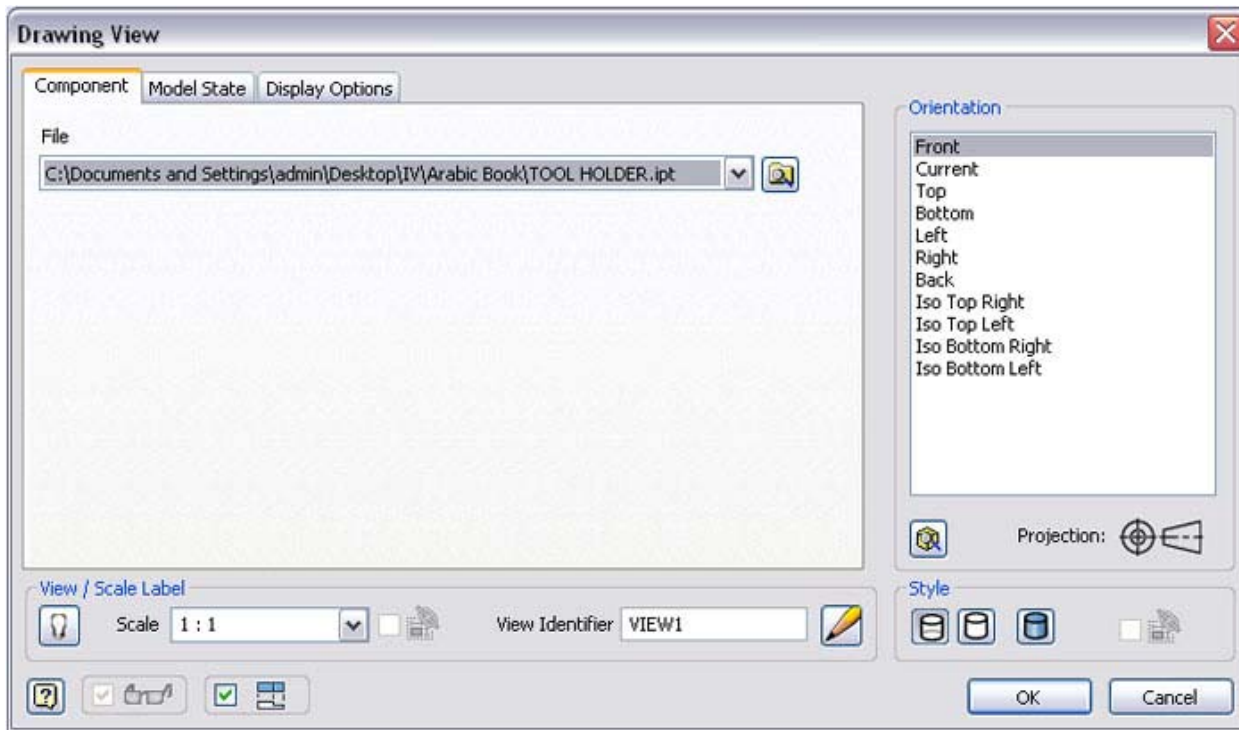 Drawing View
Component
Model State
Display Options
File
C:\Documents and Settings\admin\Desktop\IV\Arabic Book\TOOL HOLDER.ipt
Orientation
Front
Current
Top
Bottom
Left
Right
Back
Iso Top Right
Iso Top Left
Iso Bottom Right
Iso Bottom Left
Projection:
View / Scale Label
Scale
1 : 1
View Identifier
VIEW1
Style
OK
Cancel